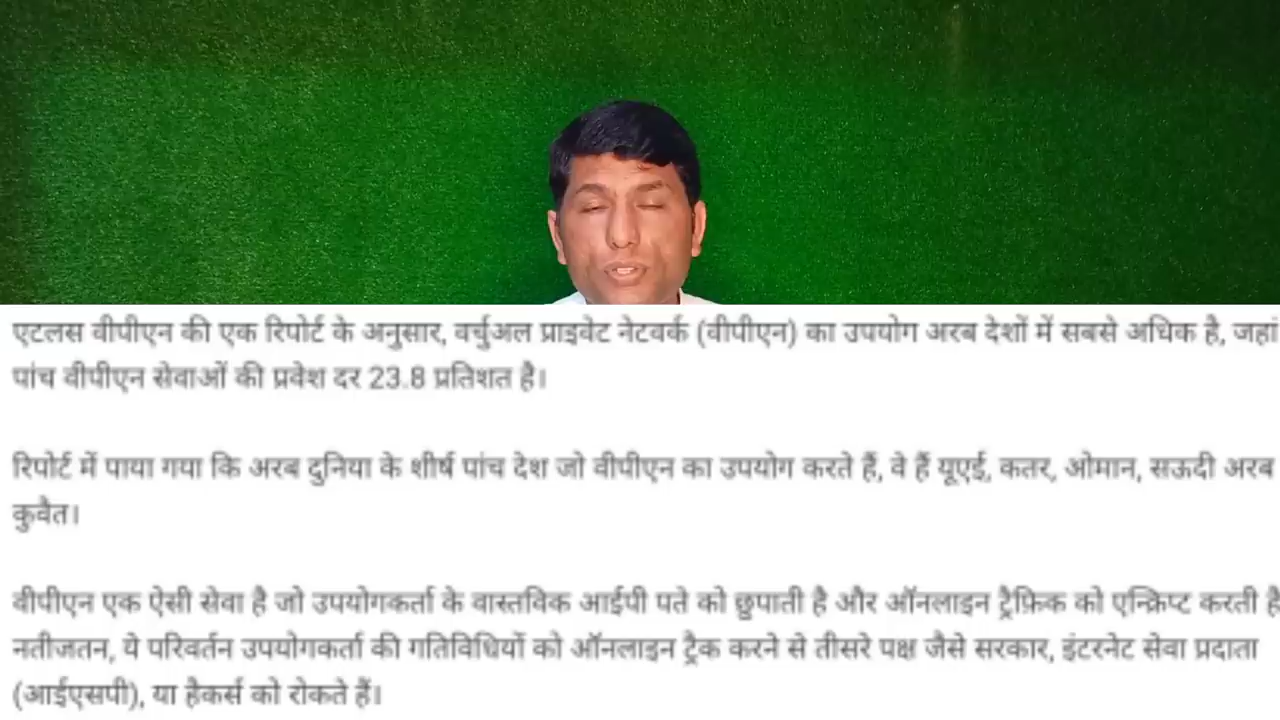 एटलस वीपीएन की एक रिपोर्ट के अनुसार, वर्चुअल प्राइवेट नेटवर्क (वीपीएन) का उपयोग अरब देशों में सबसे अधिक है, जहां
पांच वीपीएन सेवाओं की प्रवेश दर 23.8 प्रतिशत है।
रिपोर्ट में पाया गया कि अरब दुनिया के शीर्ष पांच देश जो वीपीएन का उपयोग करते हैं, वे हैं यूएई, कतर, ओमान, सऊदी अरब
कुवैत।
वीपीएन एक ऐसी सेवा है जो उपयोगकर्ता के वास्तविक आईपी पते को छुपाती है और ऑनलाइन ट्रैफ़िक को एन्क्रिप्ट करती है
नतीजतन, ये परिवर्तन उपयोगकर्ता की गतिविधियों को ऑनलाइन ट्रैक करने से तीसरे पक्ष जैसे सरकार, इंटरनेट सेवा प्रदाता
(आईएसपी), या हैकर्स को रोकते हैं।